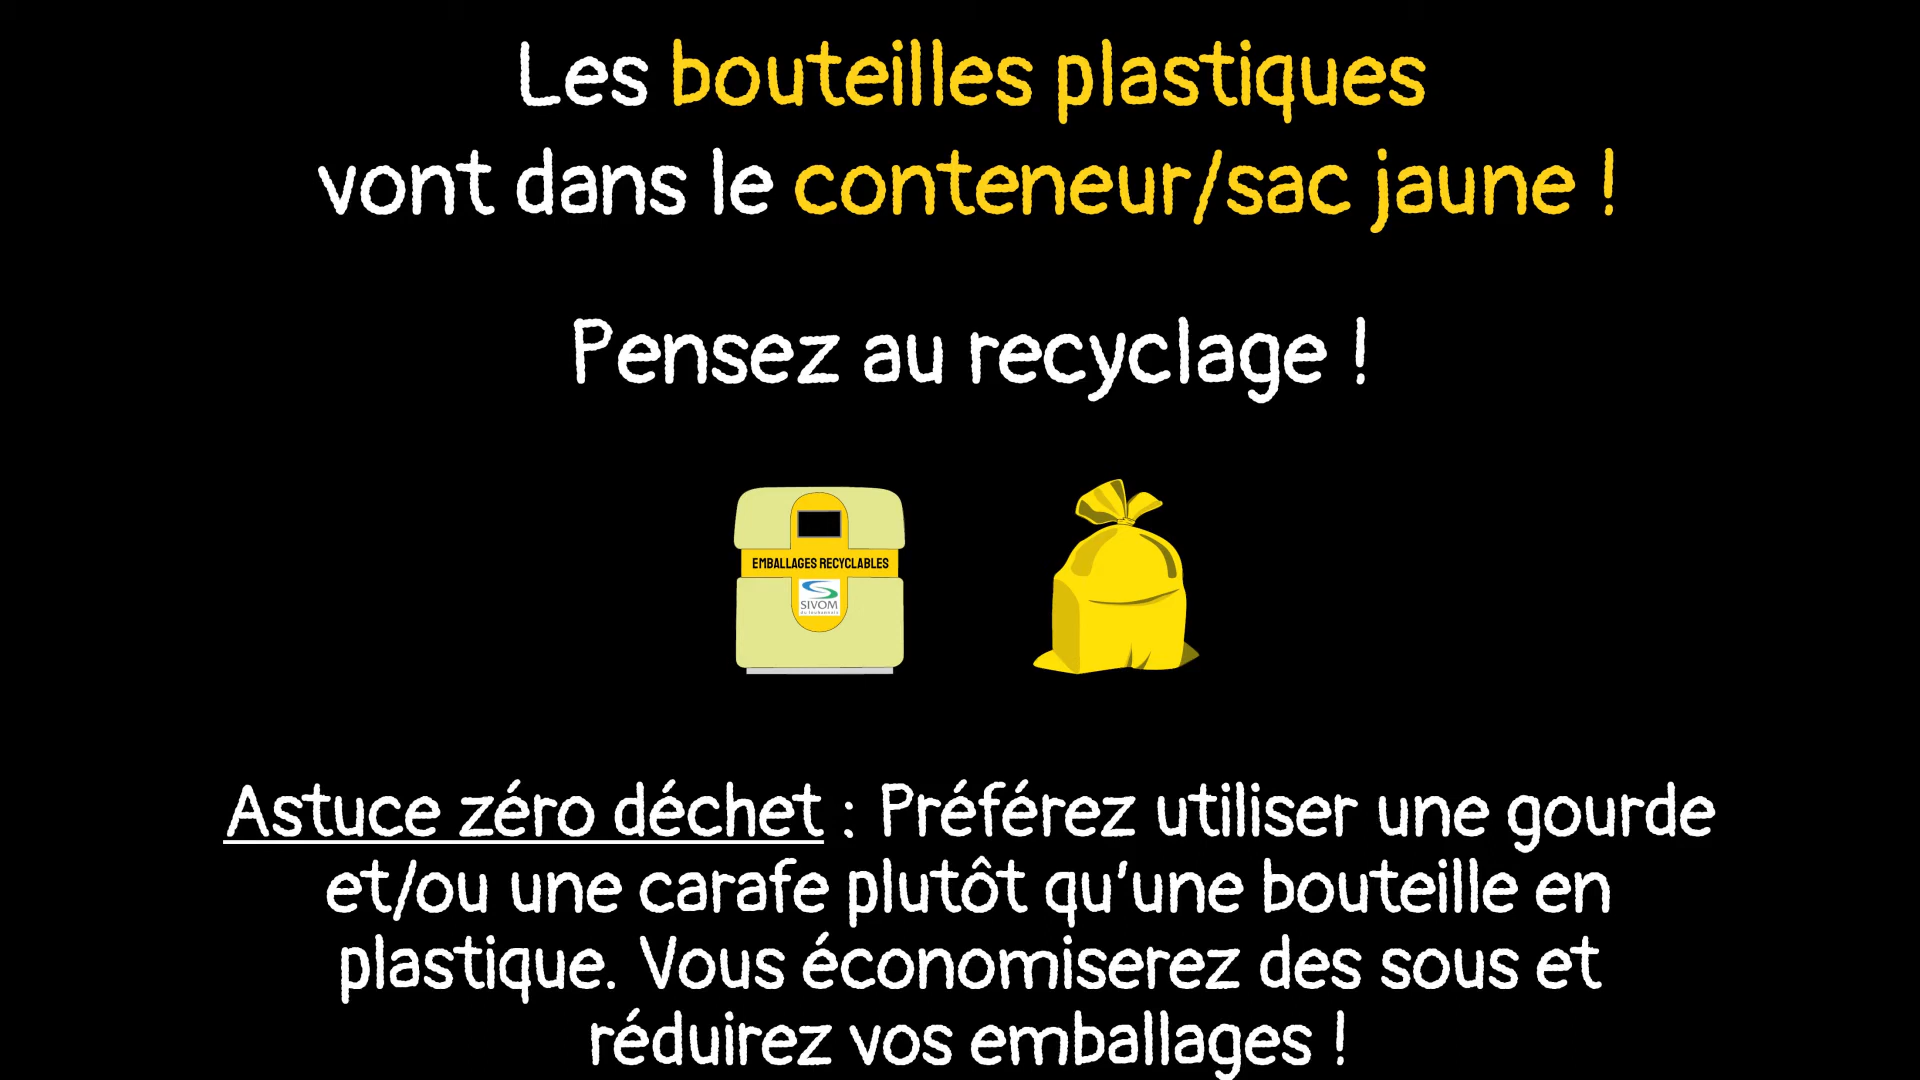 Les bouteilles plastiques
vont dans le conteneur/sac jaune !
Pensez au recyclage !
EMBALLAGES RECYCLABLES
SIVOM
Astuce zéro déchet : Préférez utiliser une gourde
et/ou une carafe plutôt qu'une bouteille en
plastique. Vous économiserez des sous et
réduirez vos emballages !